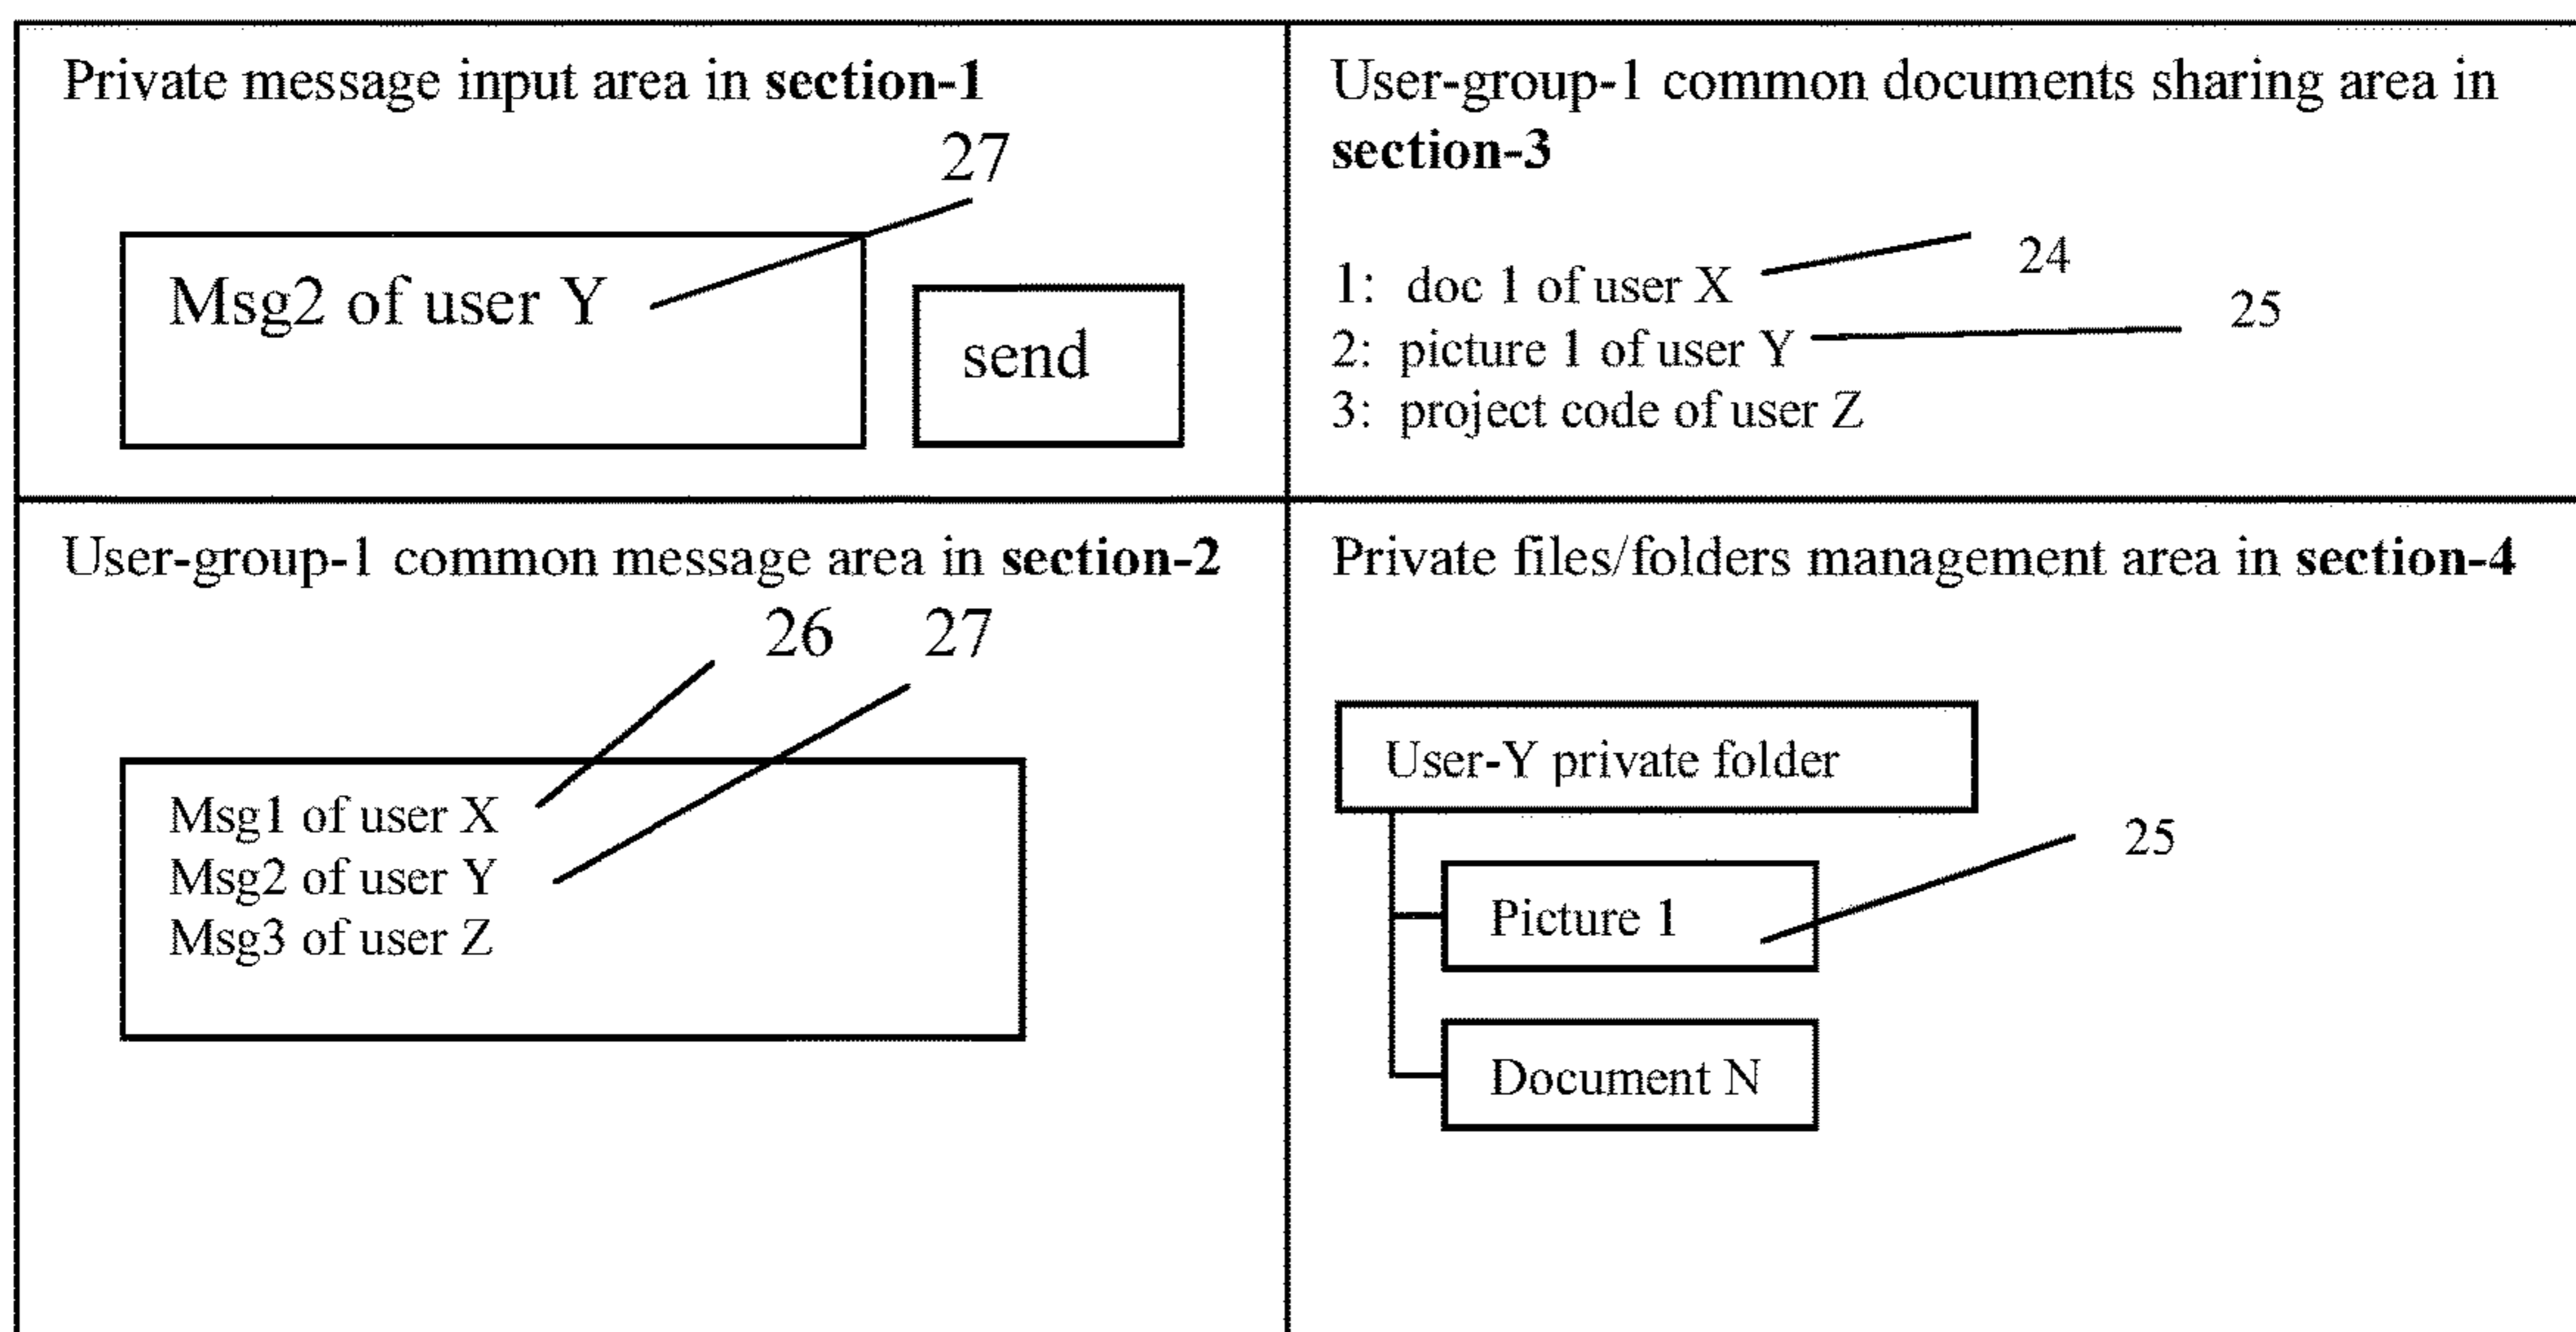 Private message input area in section-1
27
Msg2 of user Y
send
User-group-1 common documents sharing area in
section-3
24
1: doc 1 of user X
25
2: picture 1 of user Y
3: project code of user Z
User-group-1 common message area in section-2
26 27
Msg1 of user X
Msg2 of user Y
Msg3 of user Z
Private files/folders management area in section-4
User-Y private folder
25
Picture 1
Document N